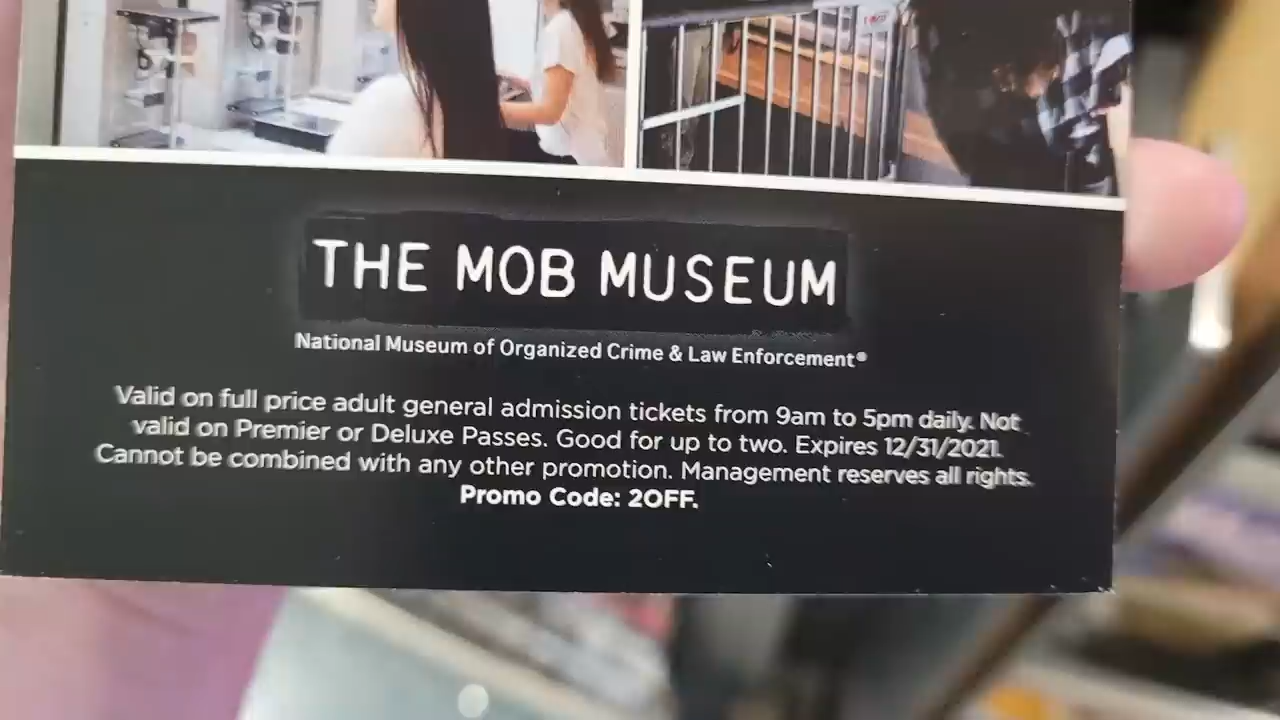 THE MOB MUSEUM
National Museum of Organized Crime & Law Enforcement®
Valid on full price adult general admission tickets from 9am to 5pm daily. Not
valid on Premier or Deluxe Passes. Good for up to two. Expires 12/31/2021.
Cannot be combined with any other promotion. Management reserves all rights.
Promo Code: 2OFF.